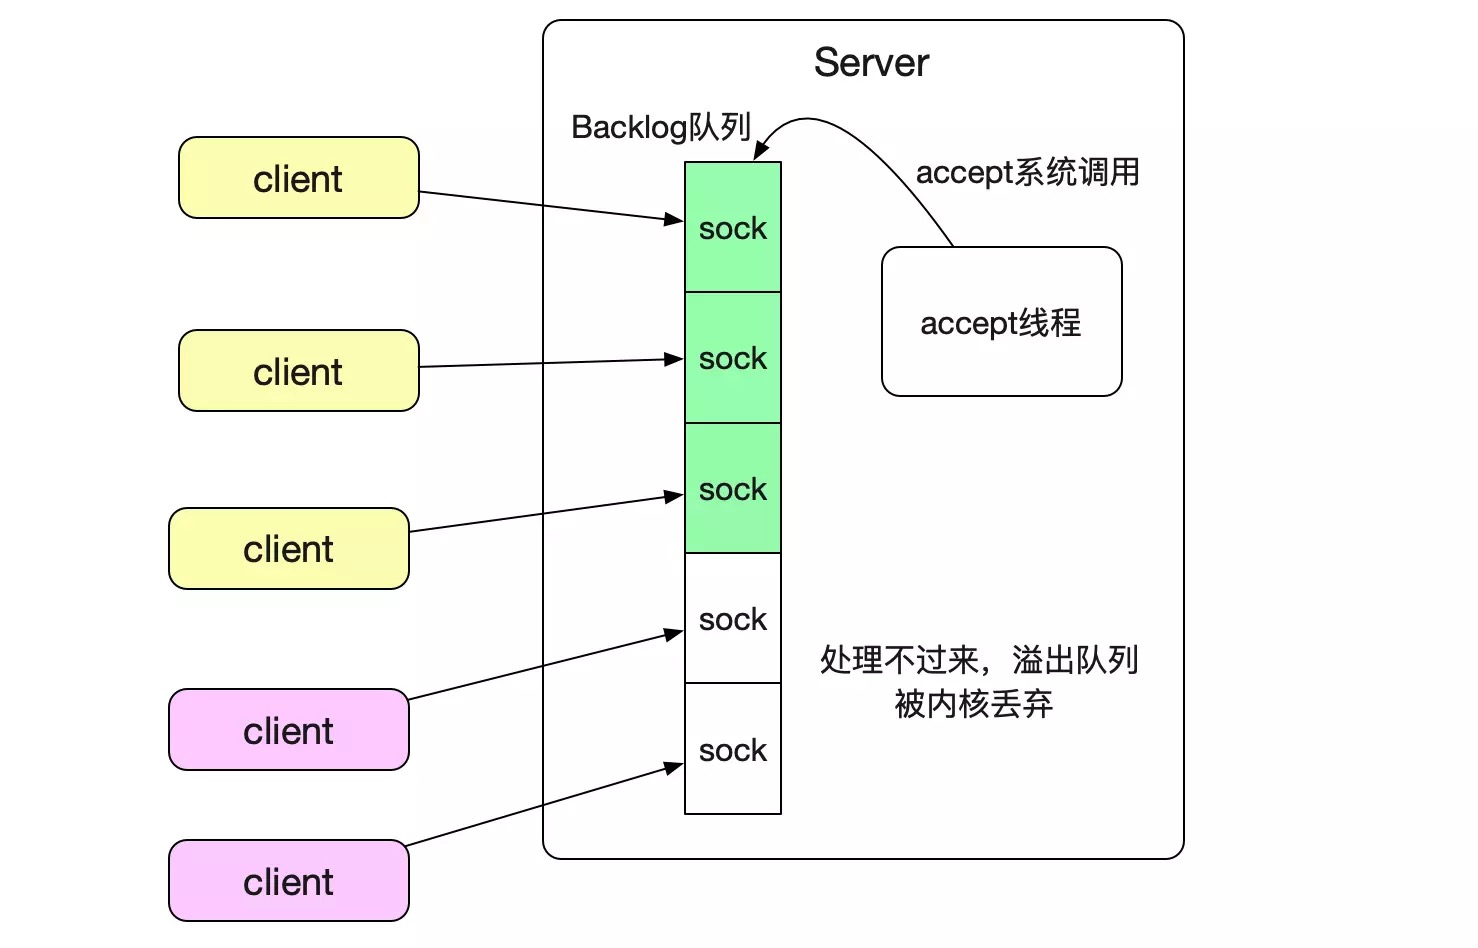 Server
Backlog队列
accept系统调用
client
sock
accept线程
client
sock
client
sock
client
sock
处理不过来，溢出队列
被内核丢弃
client
sock